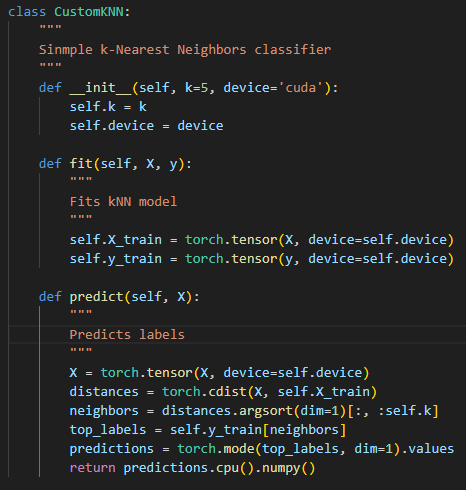 class CustomKNN:
    """
    Sinmple k-Nearest Neighbors classifier
    """
    def __init__(self, k=5, device='cuda'):
        self.k = k
        self.device = device

    def fit(self, X, y):
        """
        Fits kNN model
        """
        self.X_train = torch.tensor(X, device=self.device)
        self.y_train = torch.tensor(y, device=self.device)

    def predict(self, X):
        """
        Predicts labels
        """
        X = torch.tensor(X, device=self.device)
        distances = torch.cdist(X, self.X_train)
        neighbors = distances.argsort(dim=1)[:, :self.k]
        top_labels = self.y_train[neighbors]
        predictions = torch.mode(top_labels, dim=1).values
        return predictions.cpu().numpy()